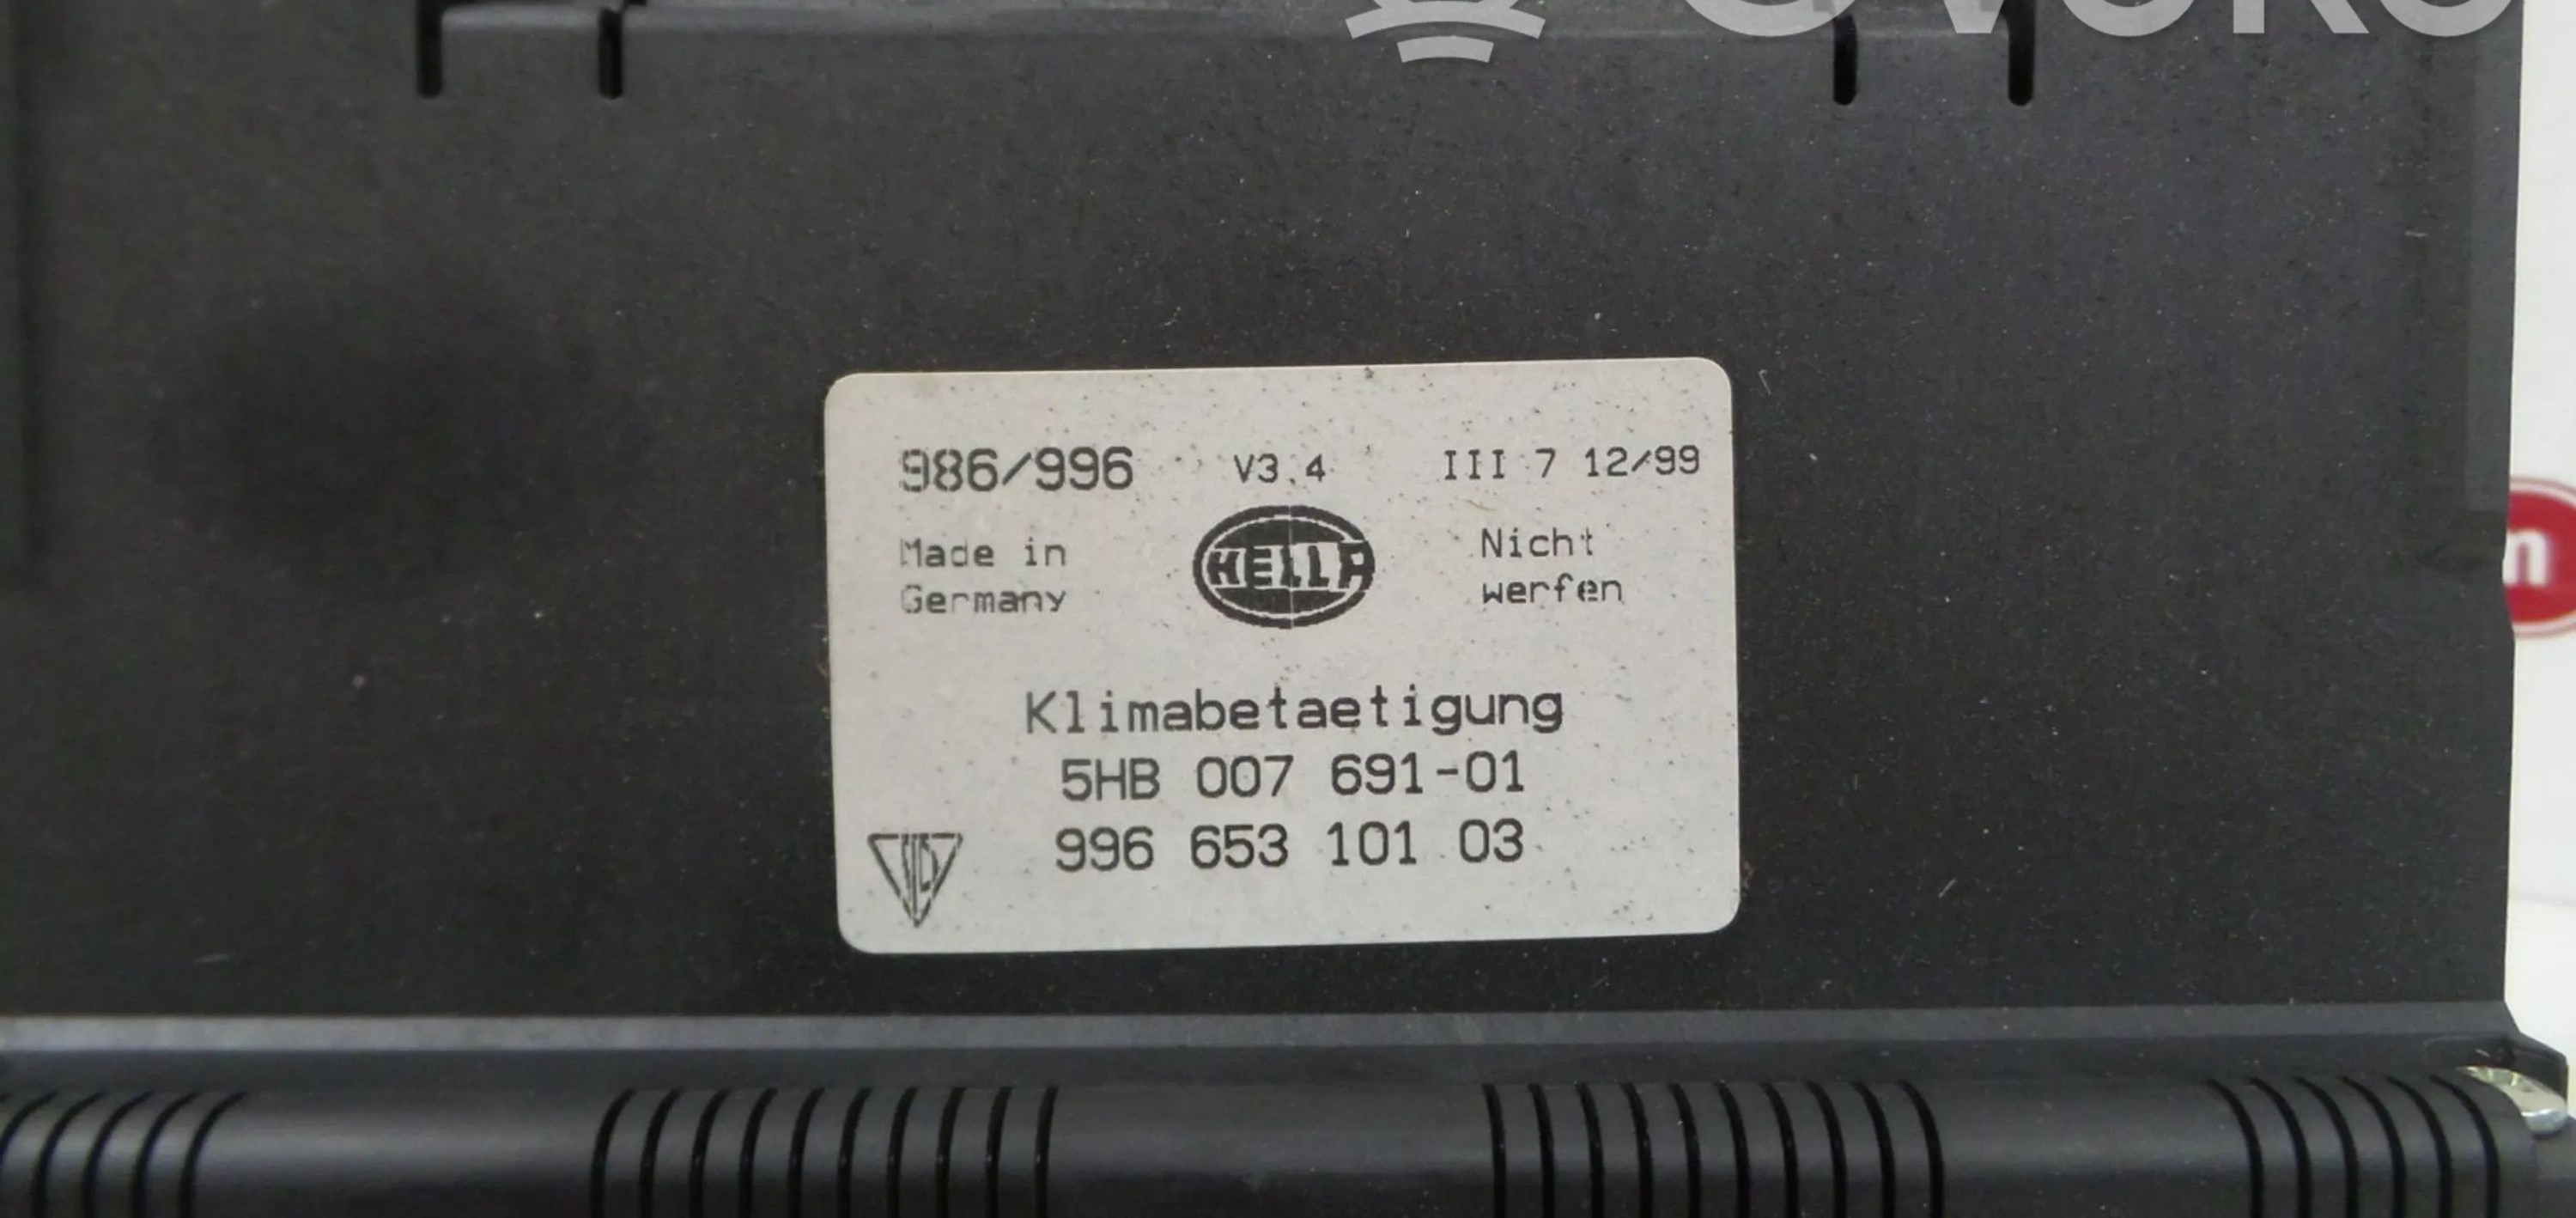 986/996 V3.4 III 7 12/99
Made in HELLA Nicht
Germany werfen
Klimabetaetigung
5HB 007 691-01
996 653 101 03